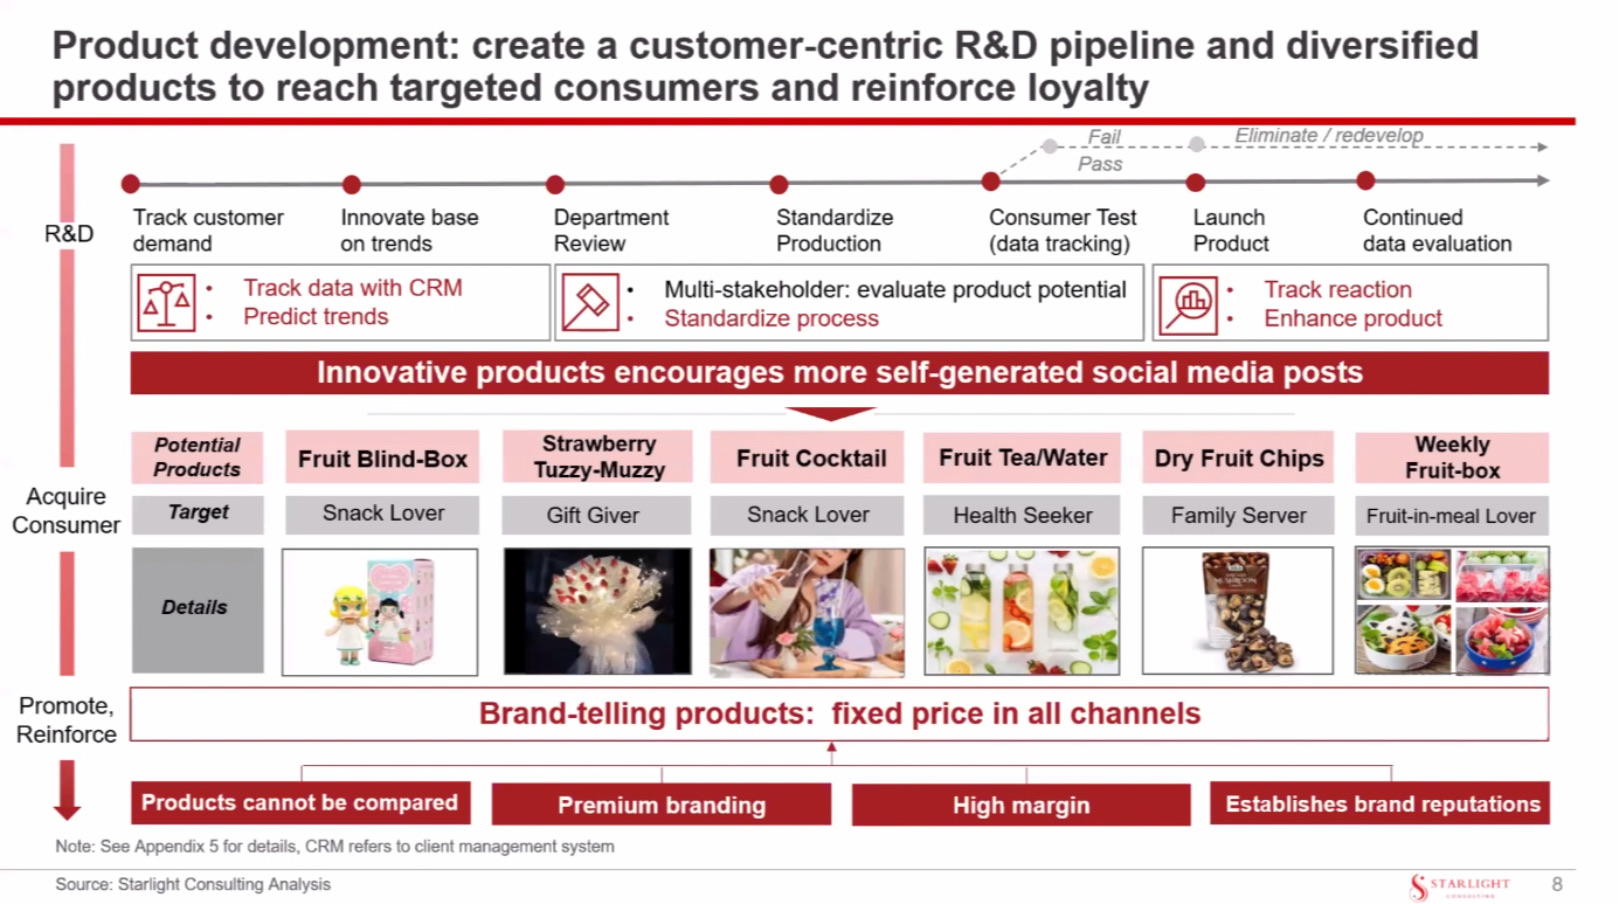 Product development: create a customer-centric R&D pipeline and diversified
products to reach targeted consumers and reinforce loyalty
Fail
Eliminate / redevelop
Pass
R&D
Track customer
demand
Innovate base
on trends
Department
Review
Standardize
Production
Consumer Test
(data tracking)
Launch
Product
Continued
data evaluation
• Track data with CRM
• Predict trends
• Multi-stakeholder: evaluate product potential
• Standardize process
• Track reaction
• Enhance product
Innovative products encourages more self-generated social media posts
Acquire
Consumer
Potential
Products
Fruit Blind-Box
Strawberry
Tuzzy-Muzzy
Fruit Cocktail
Fruit Tea/Water
Dry Fruit Chips
Weekly
Fruit-box
Target
Snack Lover
Gift Giver
Snack Lover
Health Seeker
Family Server
Fruit-in-meal Lover
Details
MUSHROOM
Promote,
Reinforce
Brand-telling products: fixed price in all channels
Products cannot be compared
Premium branding
High margin
Establishes brand reputations
Note: See Appendix 5 for details, CRM refers to client management system
Source: Starlight Consulting Analysis
STARLIGHT
CONSULTING
8